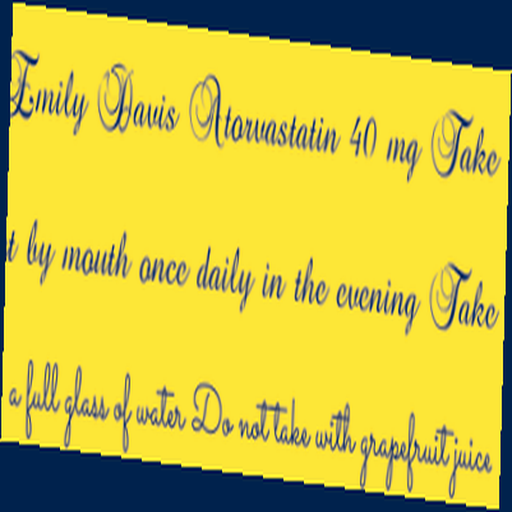 Emily Davis Atorvastatin 40 mg Take
t by mouth once daily in the evening Take
a full glass of water Do not take with grapefruit juice